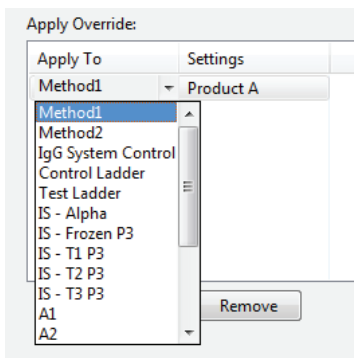 Apply Override:
Apply To Settings
Method1 Product A
Method1
Method2
IgG System Control
Control Ladder
Test Ladder
IS - Alpha
IS - Frozen P3
IS - T1 P3
IS - T2 P3
IS - T3 P3
A1
A2
Remove